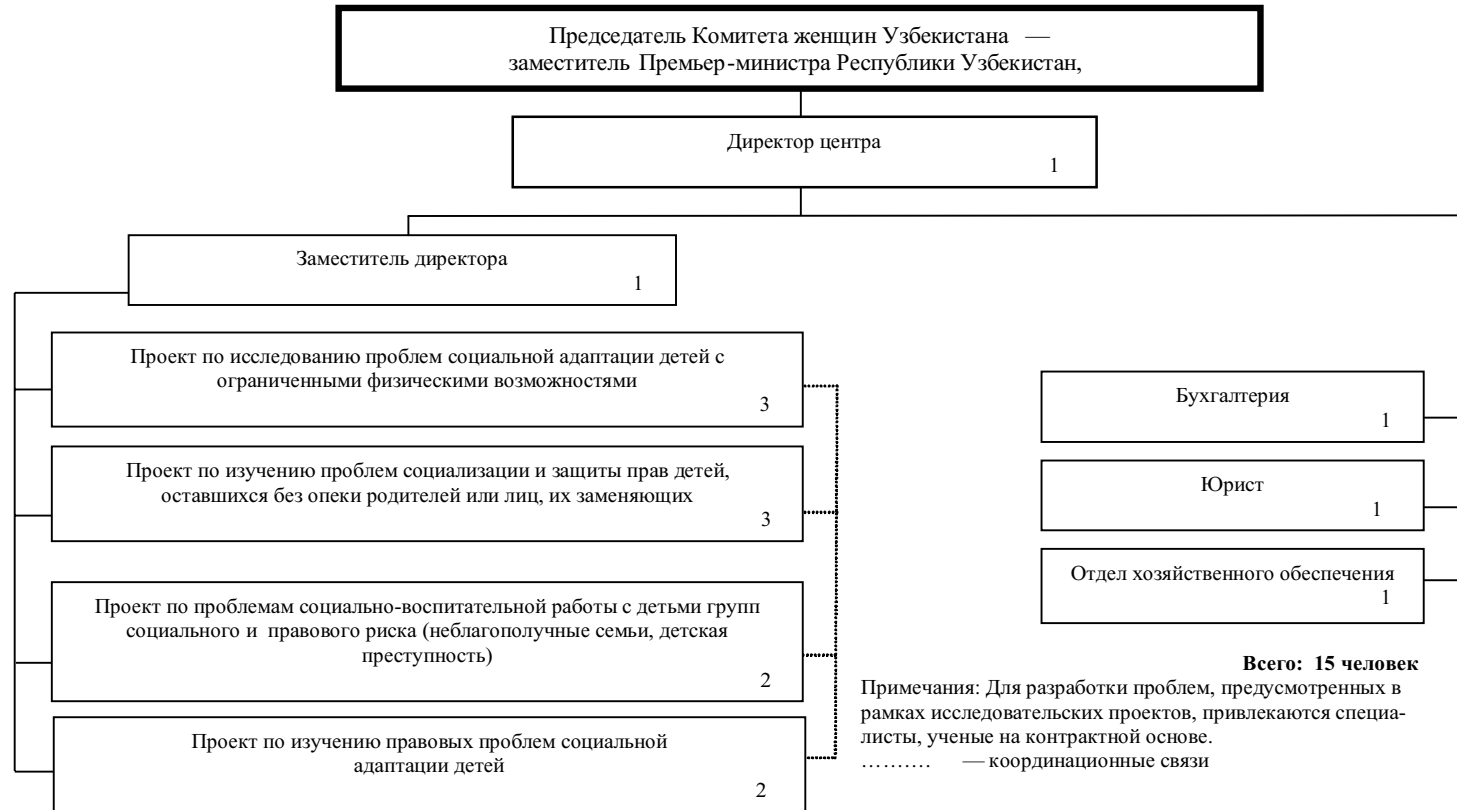 Председатель Комитета женщин Узбекистана —
заместитель Премьер-министра Республики Узбекистан,
Директор центра
1
Заместитель директора
1
Проект по исследованию проблем социальной адаптации детей с
ограниченными физическими возможностями
3
Проект по изучению проблем социализации и защиты прав детей,
оставшихся без опеки родителей или лиц, их заменяющих
3
Проект по проблемам социально-воспитательной работы с детьми групп
социального и правового риска (неблагополучные семьи, детская
преступность)
2
Проект по изучению правовых проблем социальной
адаптации детей
2
Бухгалтерия
1
Юрист
1
Отдел хозяйственного обеспечения
1
Всего: 15 человек
Примечания: Для разработки проблем, предусмотренных в
рамках исследовательских проектов, привлекаются специа-
листы, ученые на контрактной основе.
………. — координационные связи